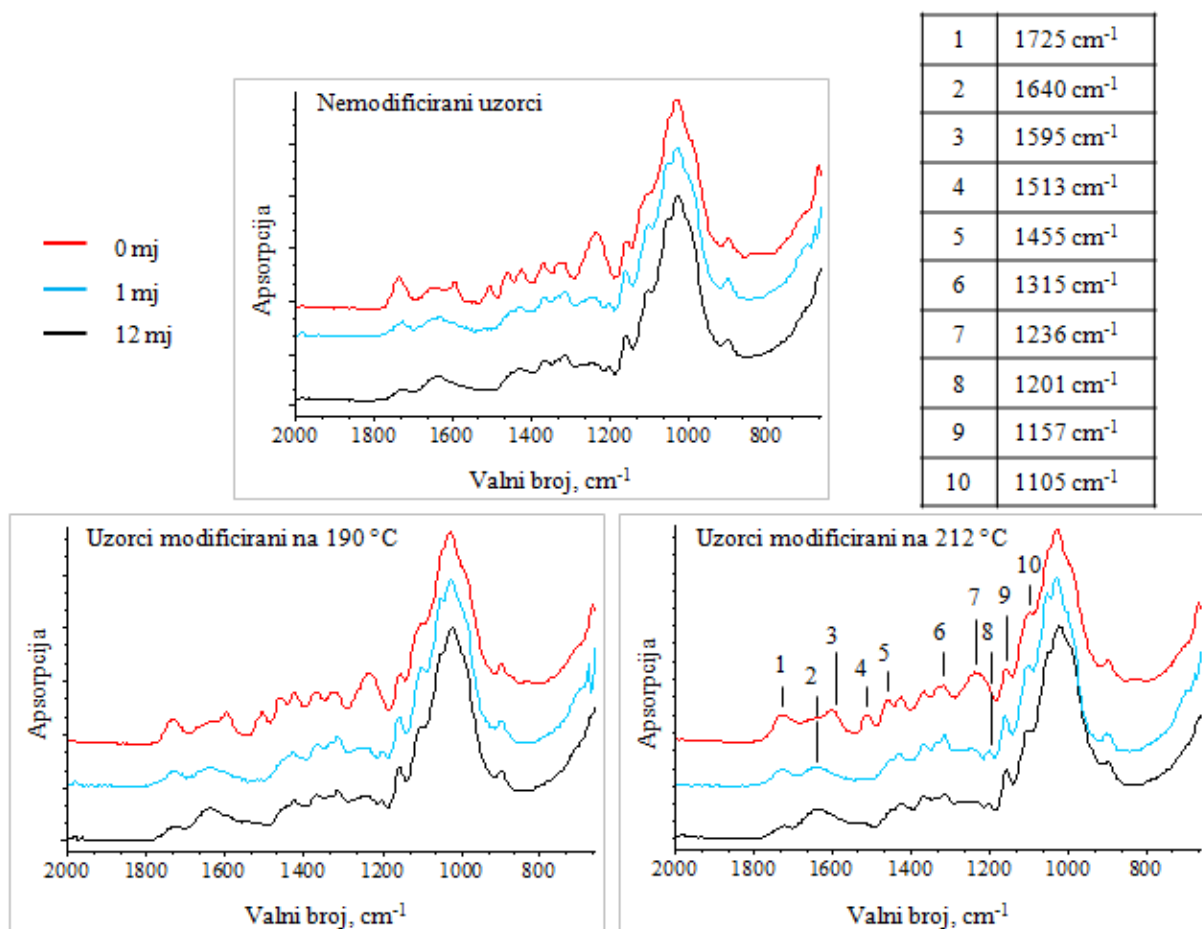 Nemodificirani uzorci
Apsorpcija
0 mj
1 mj
12 mj
2000 1800 1600 1400 1200 1000 800
Valni broj, cm-1
1 1725 cm-1
2 1640 cm-1
3 1595 cm-1
4 1513 cm-1
5 1455 cm-1
6 1315 cm-1
7 1236 cm-1
8 1201 cm-1
9 1157 cm-1
10 1105 cm-1
Uzorci modificirani na 190 °C
Apsorpcija
2000 1800 1600 1400 1200 1000 800
Valni broj, cm-1
Uzorci modificirani na 212 °C
Apsorpcija
1 2 3 4 5 6 7 8 9 10
2000 1800 1600 1400 1200 1000 800
Valni broj, cm-1